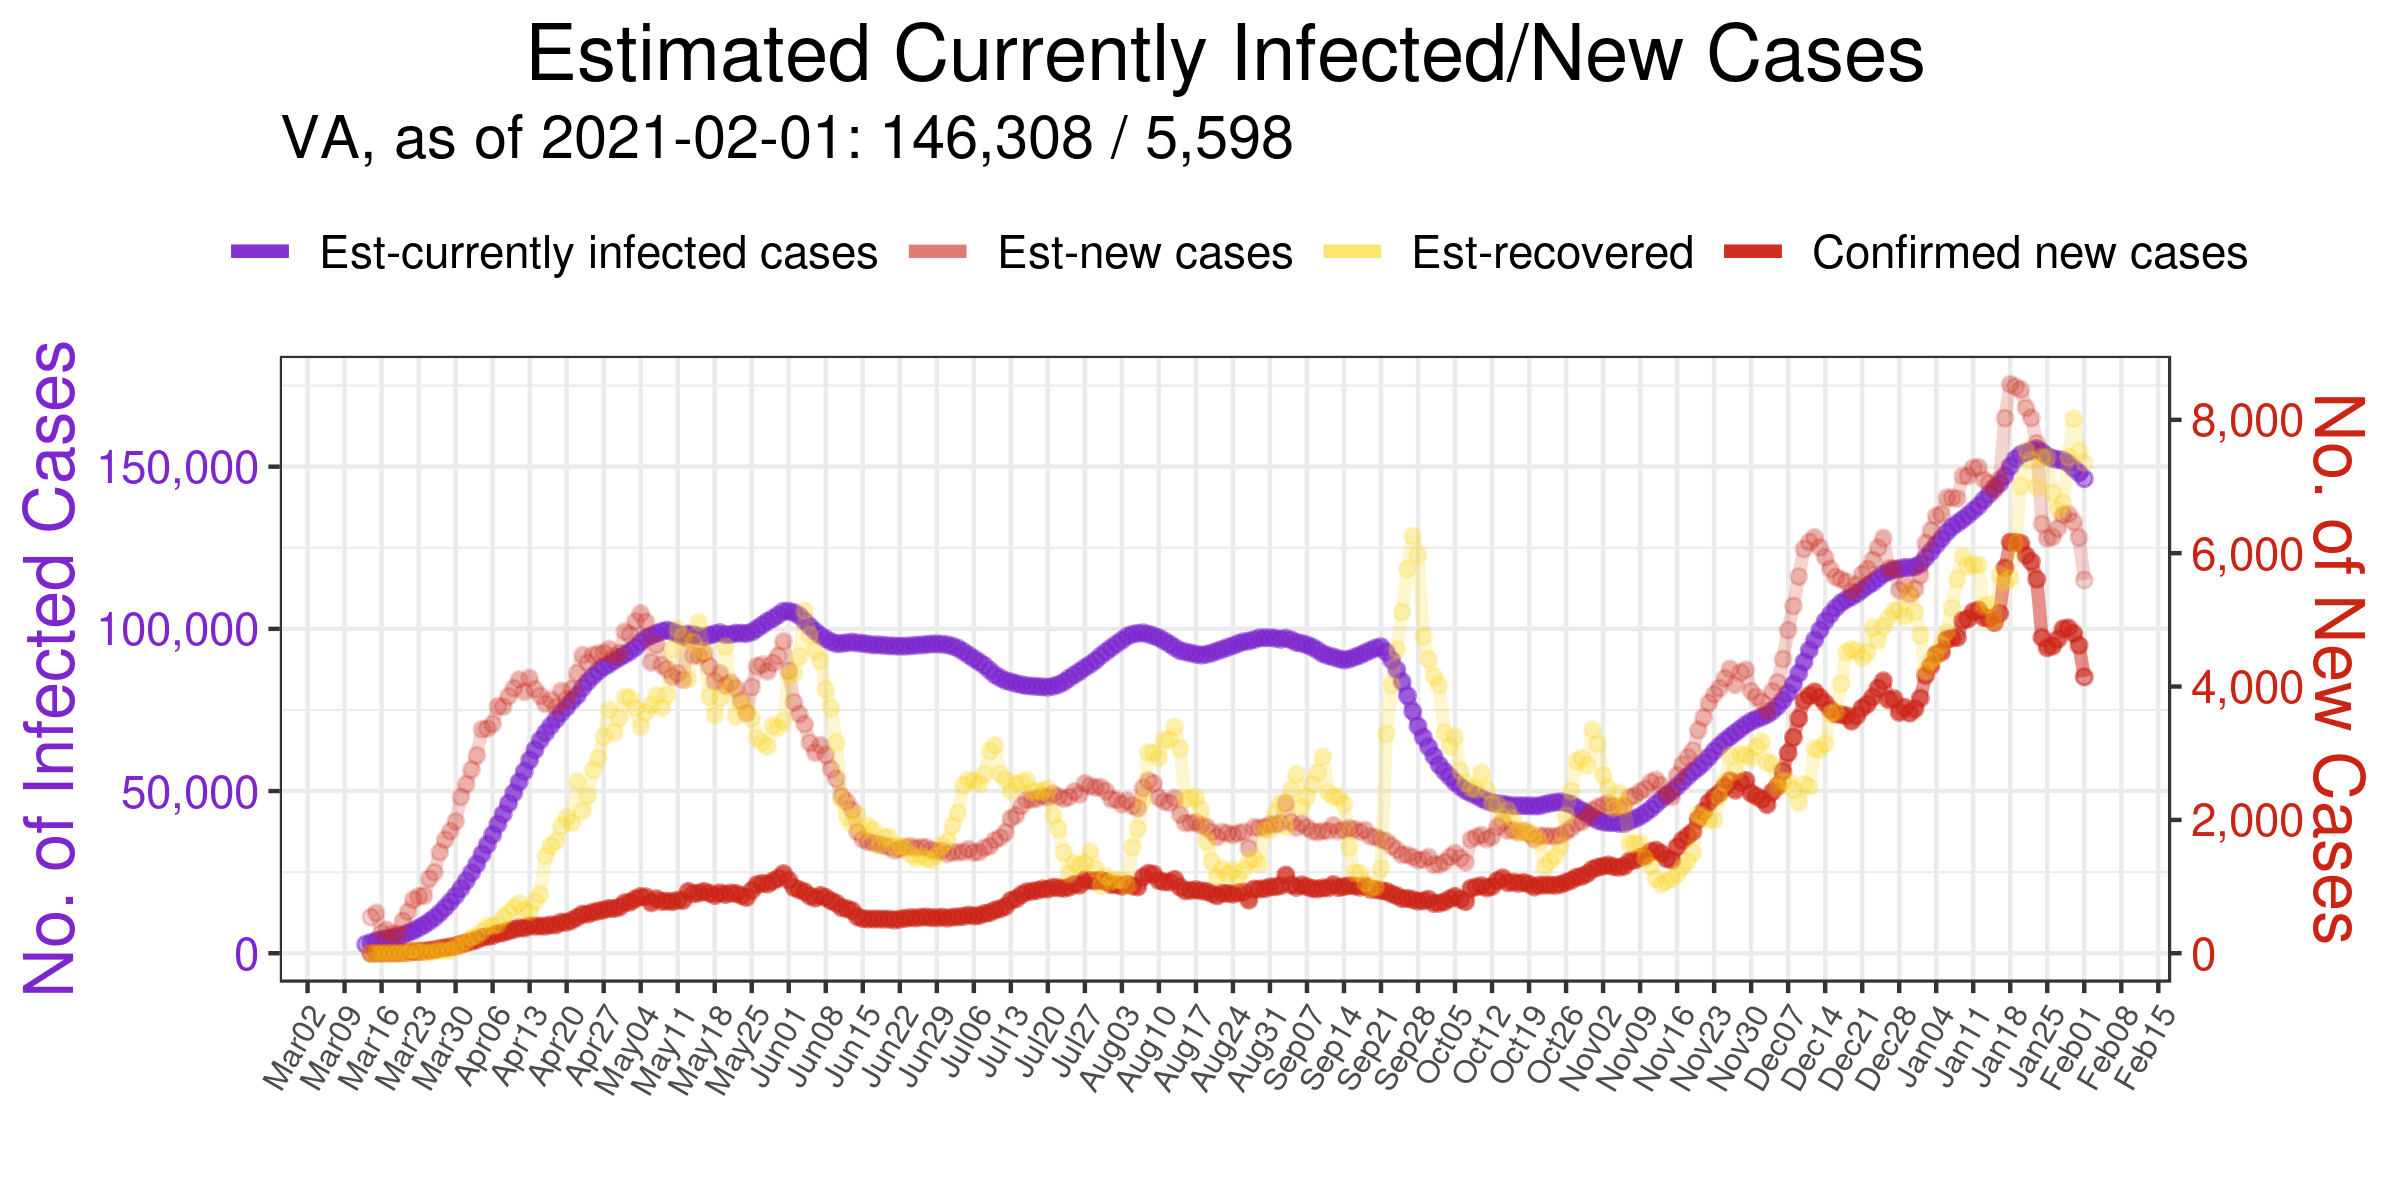 Estimated Currently Infected/New Cases
VA, as of 2021-02-01: 146,308 / 5,598
Est-currently infected cases Est-new cases Est-recovered Confirmed new cases
No. of Infected Cases
150,000
100,000
50,000
0
8,000
6,000
4,000
2,000
0
No. of New Cases
Mar02 Mar09 Mar16 Mar23 Mar30 Apr06 Apr13 Apr20 Apr27 May04 May11 May18 May25 Jun01 Jun08 Jun15 Jun22 Jun29 Jul06 Jul13 Jul20 Jul27 Aug03 Aug10 Aug17 Aug24 Aug31 Sep07 Sep14 Sep21 Sep28 Oct05 Oct12 Oct19 Oct26 Nov02 Nov09 Nov16 Nov23 Nov30 Dec07 Dec14 Dec21 Dec28 Jan04 Jan11 Jan18 Jan25 Feb01 Feb08 Feb15